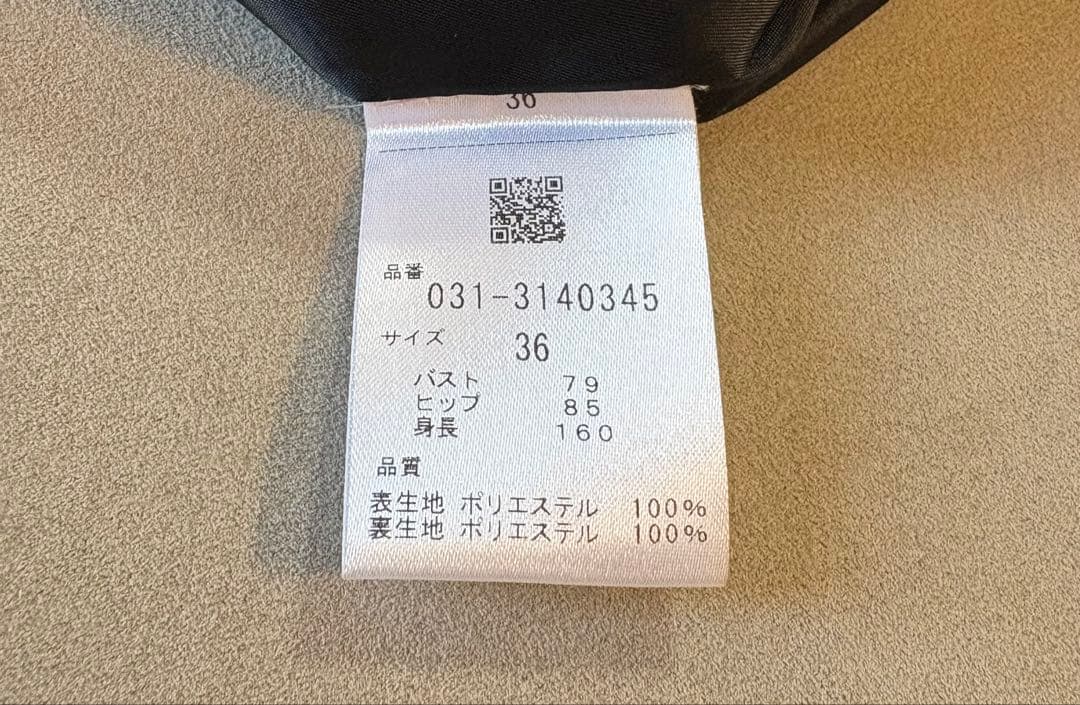 36
品番
031-3140345
サイズ 36
バスト 79
ヒップ 85
身長 160
品質
表生地 ポリエステル 100%
裏生地 ポリエステル 100%